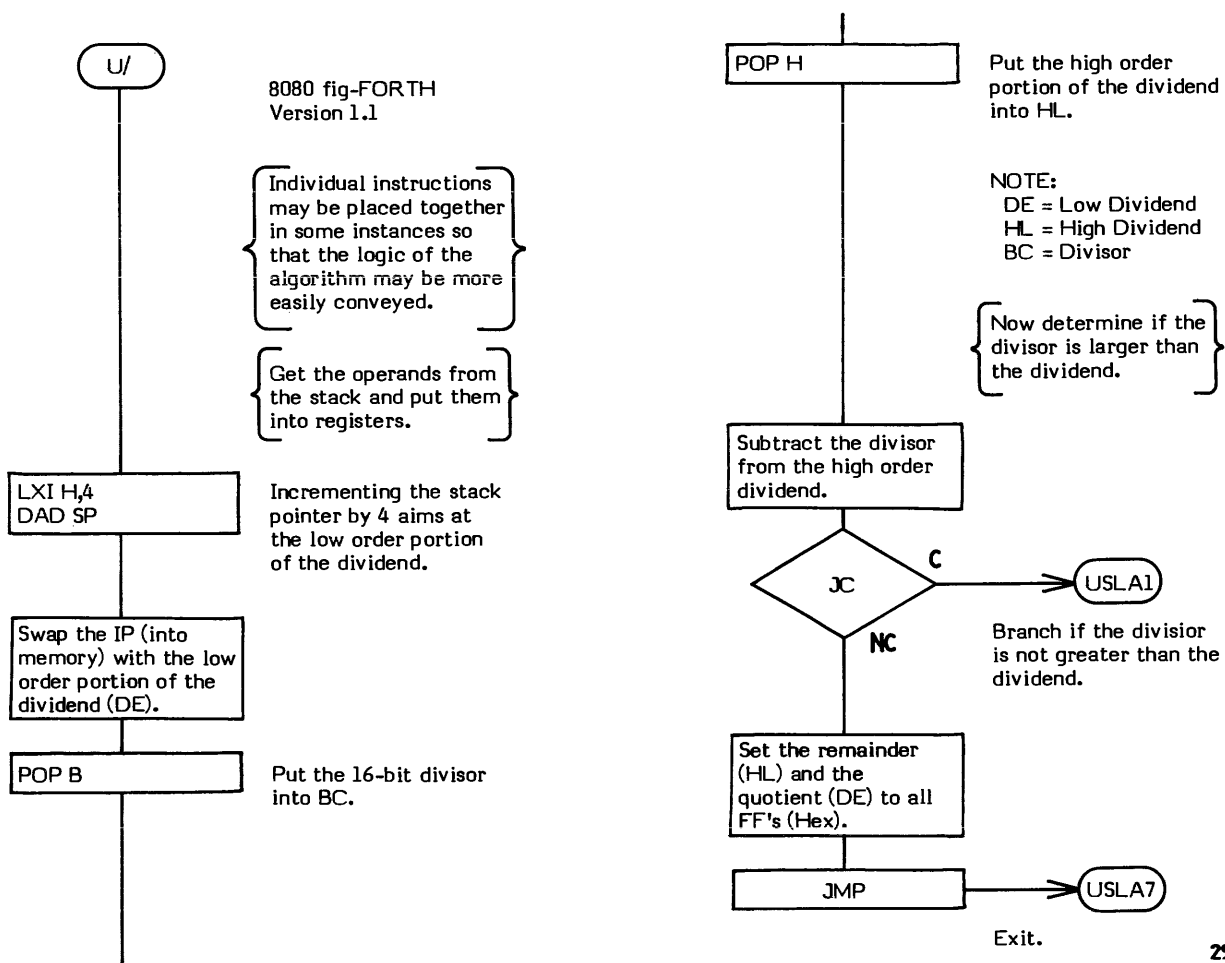 U/
8080 fig-FORTH
Version 1.1
Individual instructions
may be placed together
in some instances so
that the logic of the
algorithm may be more
easily conveyed.
Get the operands from
the stack and put them
into registers.
LXI H,4
DAD SP
Incrementing the stack
pointer by 4 aims at
the low order portion
of the dividend.
Swap the IP (into
memory) with the low
order portion of the
dividend (DE).
POP B
Put the 16-bit divisor
into BC.
POP H
Put the high order
portion of the dividend
into HL.
NOTE:
DE = Low Dividend
HL = High Dividend
BC = Divisor
Now determine if the
divisor is larger than
the dividend.
Subtract the divisor
from the high order
dividend.
JC
C
USLA1
NC
Branch if the divisior
is not greater than the
dividend.
Set the remainder
(HL) and the
quotient (DE) to all
FF's (Hex).
JMP
USLA7
Exit.